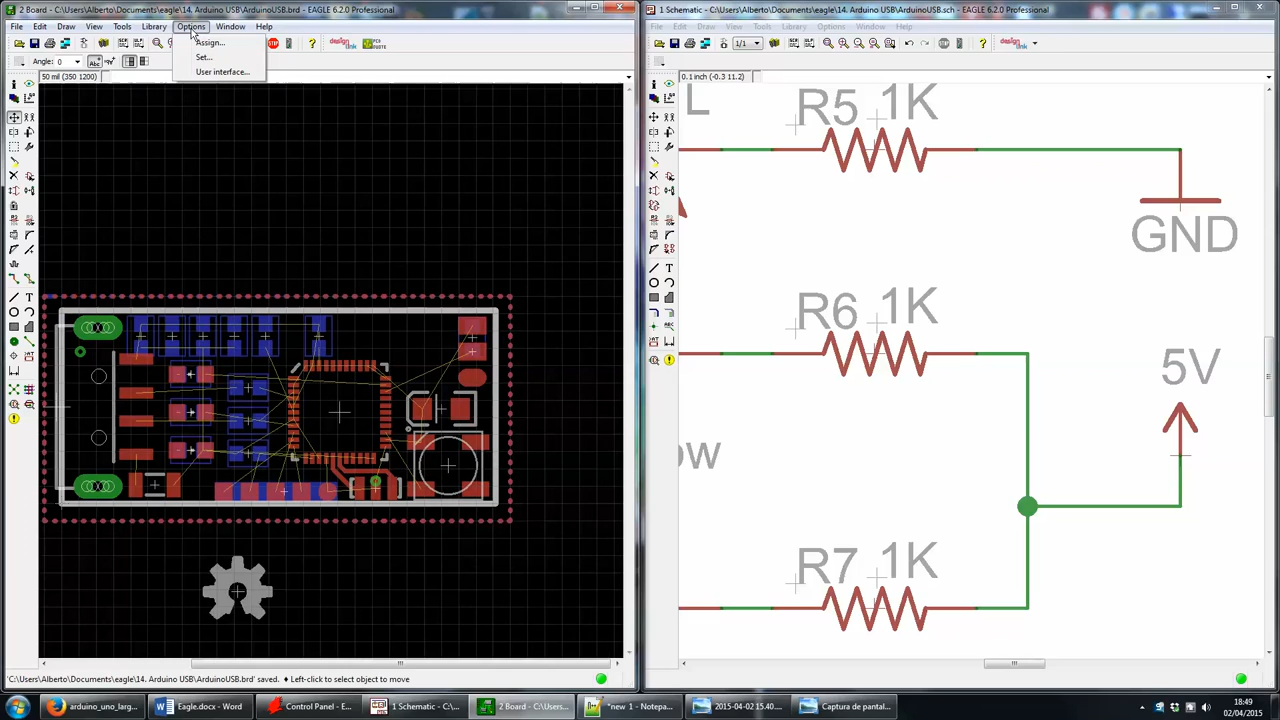 2 Board - C:\Users\Alberto\Documents\eagle\14. Arduino USB\ArduinoUSB.brd - EAGLE 6.2.0 Professional
File Edit Draw View Tools Library Options Window Help
Assign...
Set...
User interface...
Angle: 0
50 mil (350 1200)
'C:\Users\Alberto\Documents\eagle\14. Arduino USB\ArduinoUSB.brd' saved. ♦ Left-click to select object to move
1 Schematic - C:\Users\Alberto\Documents\eagle\14. Arduino USB\ArduinoUSB.sch - EAGLE 6.2.0 Professional
File Edit Draw View Tools Library Options Window Help
1/1
0.1 inch (-0.3 11.2)
L
R5 1K
GND
R6 1K
5V
OW
R7 1K
arduino_uno_larg...
Eagle.docx - Word
Control Panel - E...
1 Schematic - C:\...
2 Board - C:\Users...
*new 1 - Notepa...
2015-04-02 15.40....
Captura de pantal...
18:49
02/04/2015